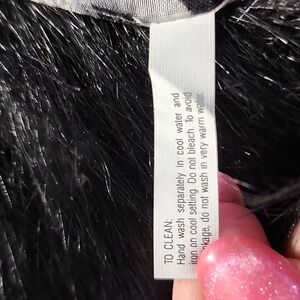 TO CLEAN:
Hand wash separately in cool water and
iron on cool setting. Do not bleach. To avoid
kage, do not wash in very warm water